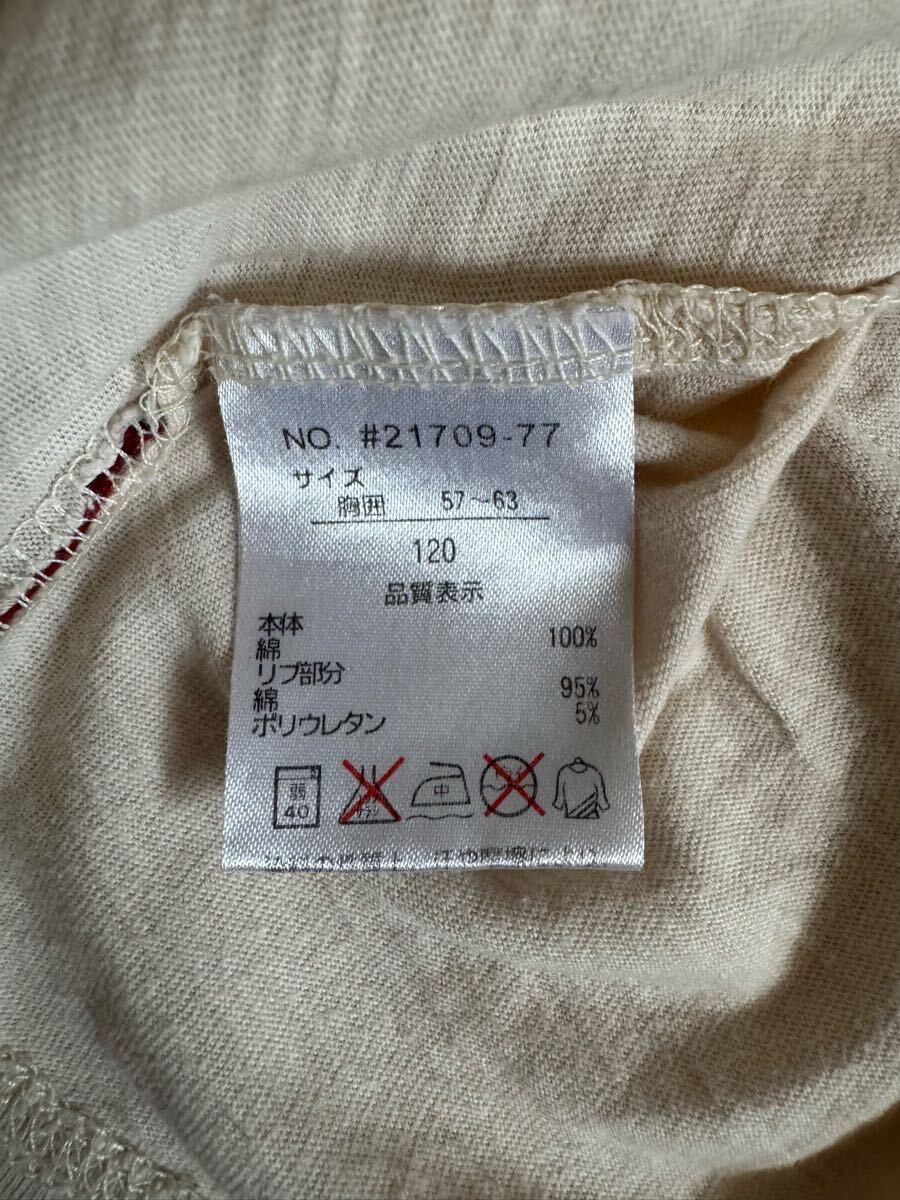 NO. #21709-77
サイズ
胸囲 57〜63
120
品質表示
本体
綿 100%
リブ部分
綿 95%
ポリウレタン 5%
弱 40 中